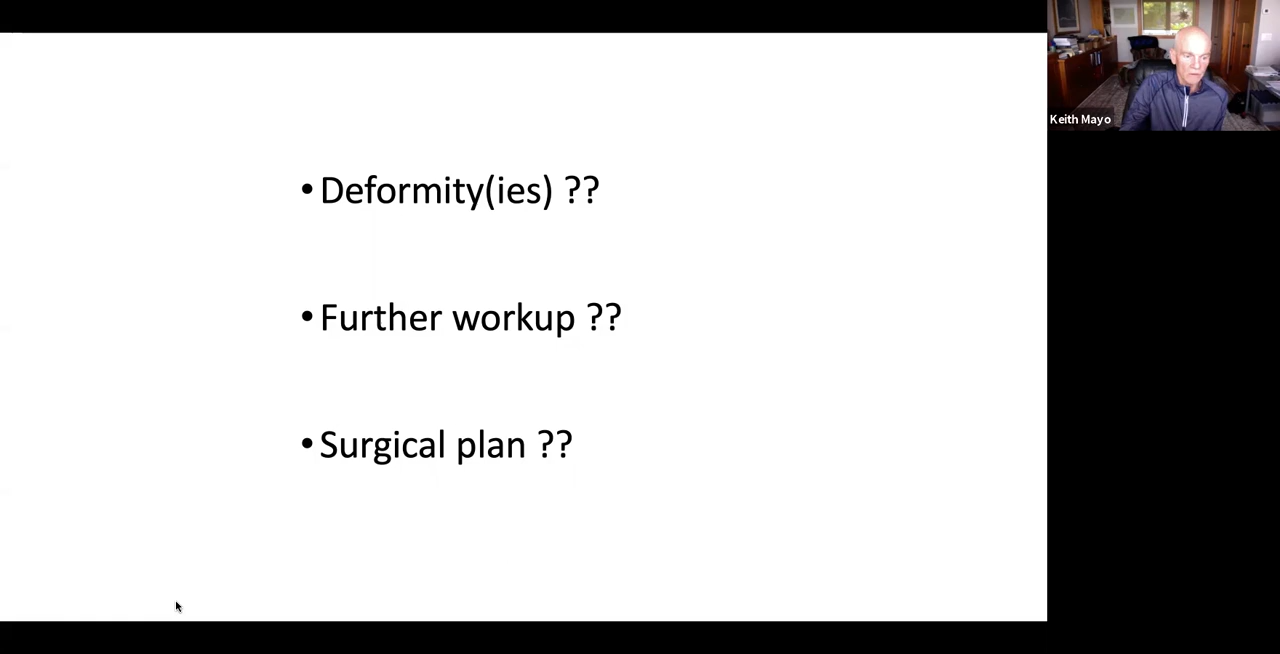 • Deformity(ies) ??
• Further workup ??
• Surgical plan ??
Keith Mayo